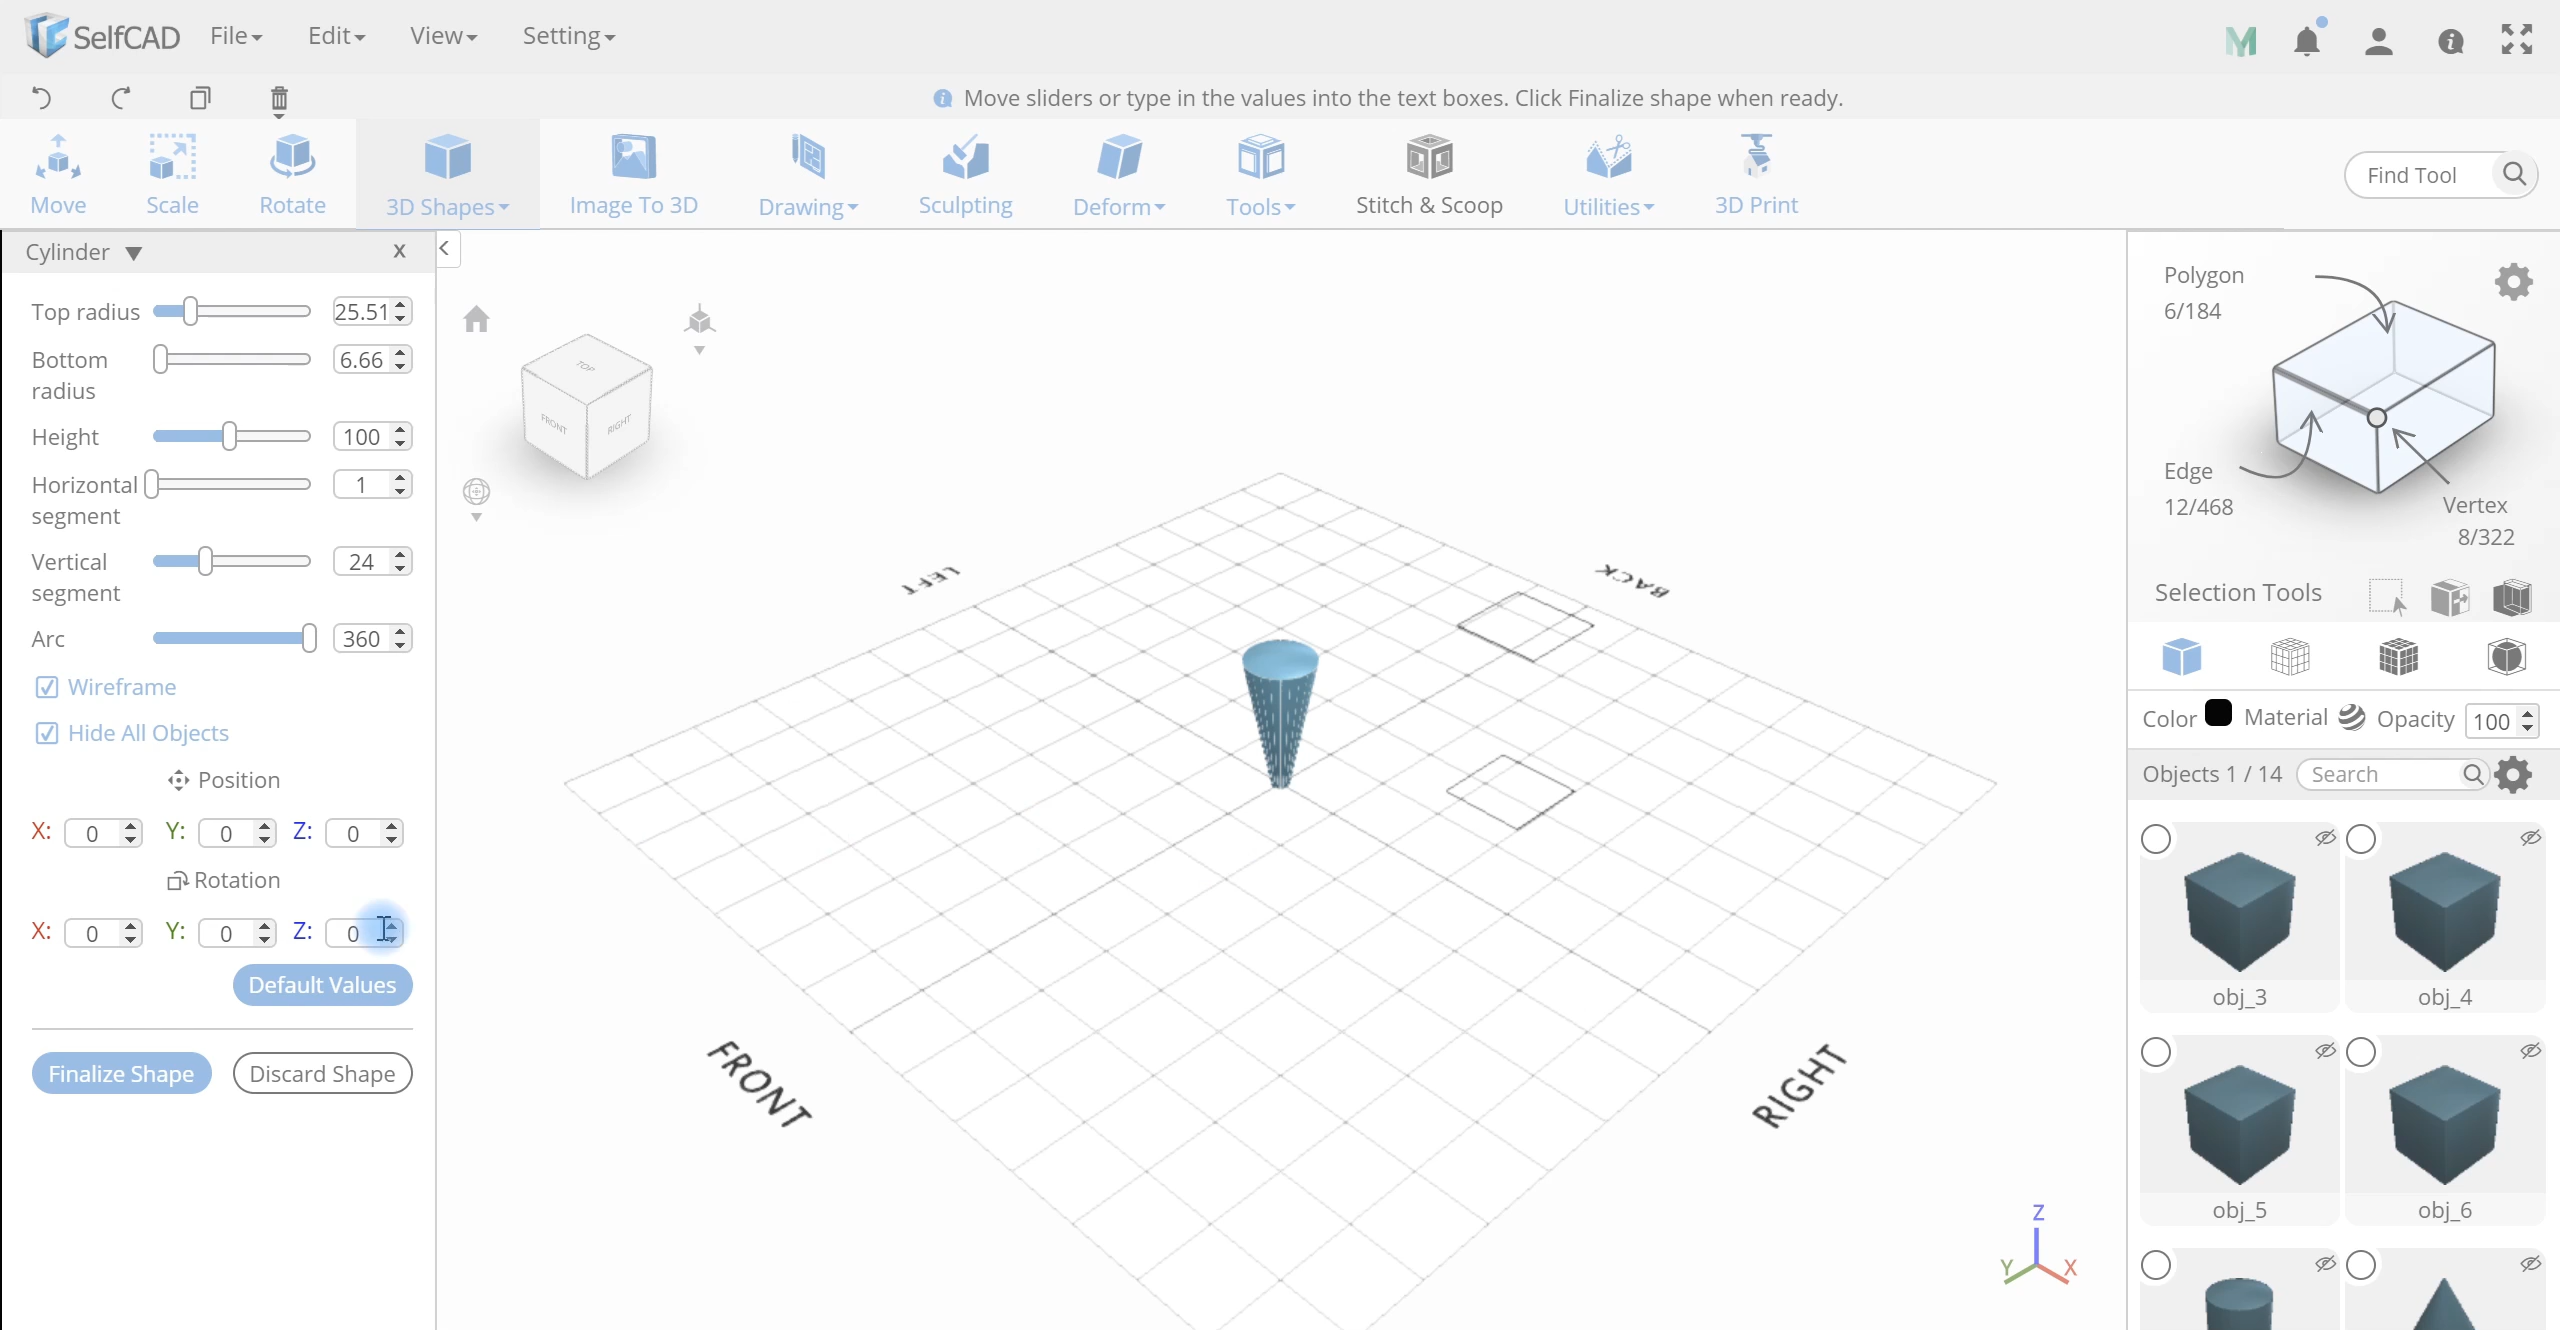 SelfCAD File Edit View Setting
Move sliders or type in the values into the text boxes. Click Finalize shape when ready.
Move Scale Rotate 3D Shapes Image To 3D Drawing Sculpting Deform Tools Stitch & Scoop Utilities 3D Print Find Tool
Cylinder x
Top radius 25.51
Bottom radius 6.66
Height 100
Horizontal segment 1
Vertical segment 24
Arc 360
Wireframe
Hide All Objects
Position
X: 0 Y: 0 Z: 0
Rotation
X: 0 Y: 0 Z: 0
Default Values
Finalize Shape Discard Shape
TOP
FRONT RIGHT
LEFT BACK
FRONT RIGHT
Z
Y X
Polygon
6/184
Edge
12/468
Vertex
8/322
Selection Tools
Color Material Opacity 100
Objects 1 / 14 Search
obj_3 obj_4
obj_5 obj_6